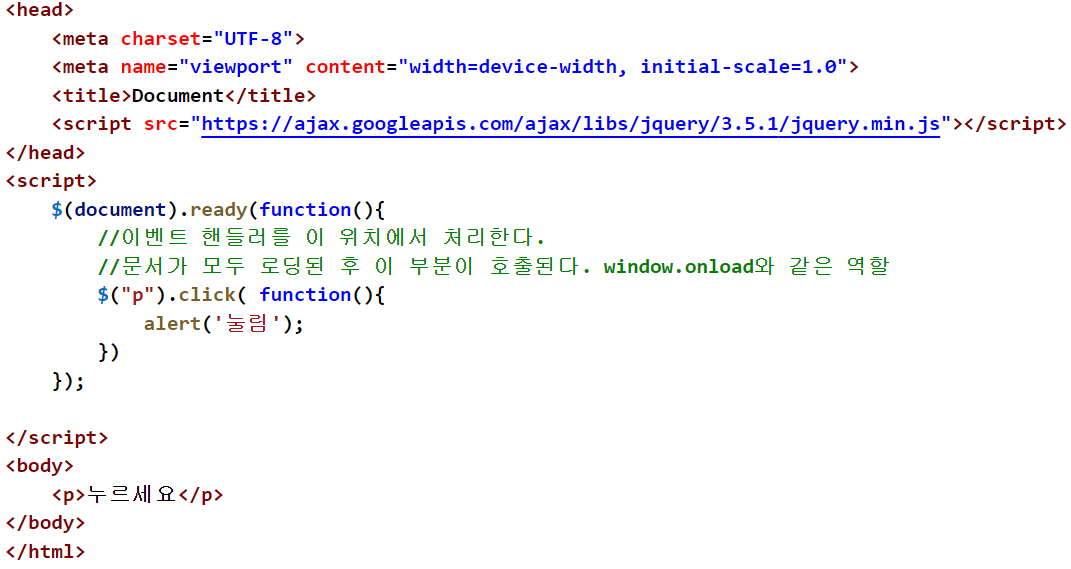 <head>
    <meta charset="UTF-8">
    <meta name="viewport" content="width=device-width, initial-scale=1.0">
    <title>Document</title>
    <script src="https://ajax.googleapis.com/ajax/libs/jquery/3.5.1/jquery.min.js"></script>
</head>
<script>
    $(document).ready(function(){
        //이벤트 핸들러를 이 위치에서 처리한다.
        //문서가 모두 로딩된 후 이 부분이 호출된다. window.onload와 같은 역할
        $("p").click( function(){
            alert('눌림');
        })
    });
</script>
<body>
    <p>누르세요</p>
</body>
</html>